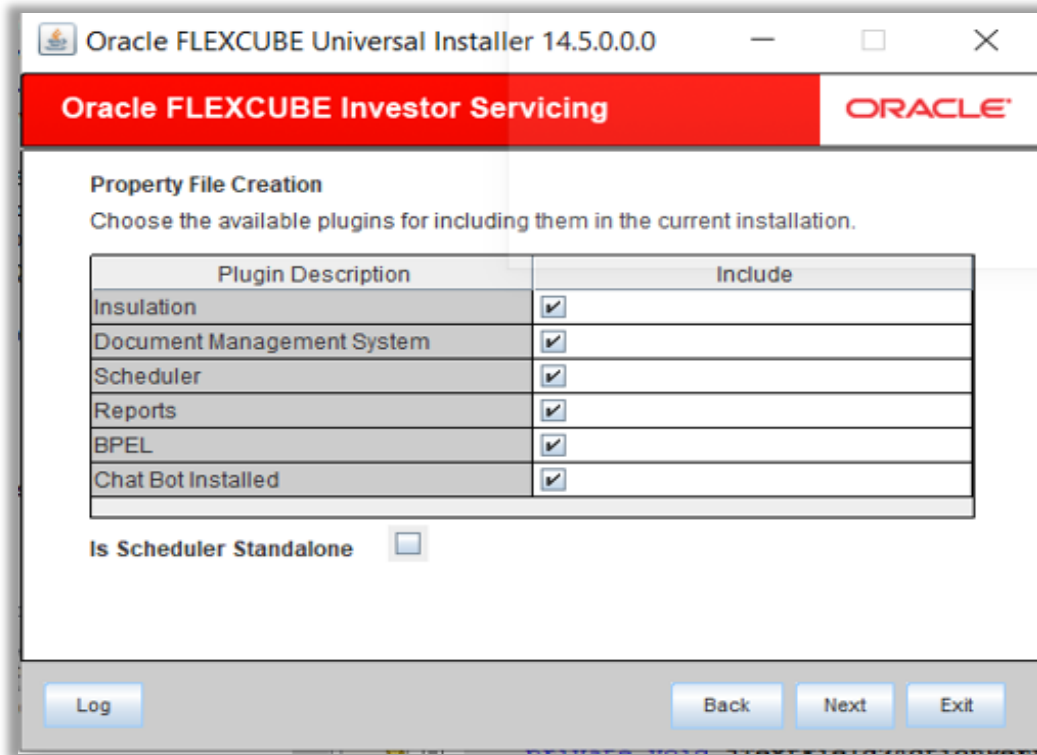 Oracle FLEXCUBE Universal Installer 14.5.0.0.0
Oracle FLEXCUBE Investor Servicing
ORACLE
Property File Creation
Choose the available plugins for including them in the current installation.
Plugin Description Include
Insulation
Document Management System
Scheduler
Reports
BPEL
Chat Bot Installed
Is Scheduler Standalone
Log Back Next Exit